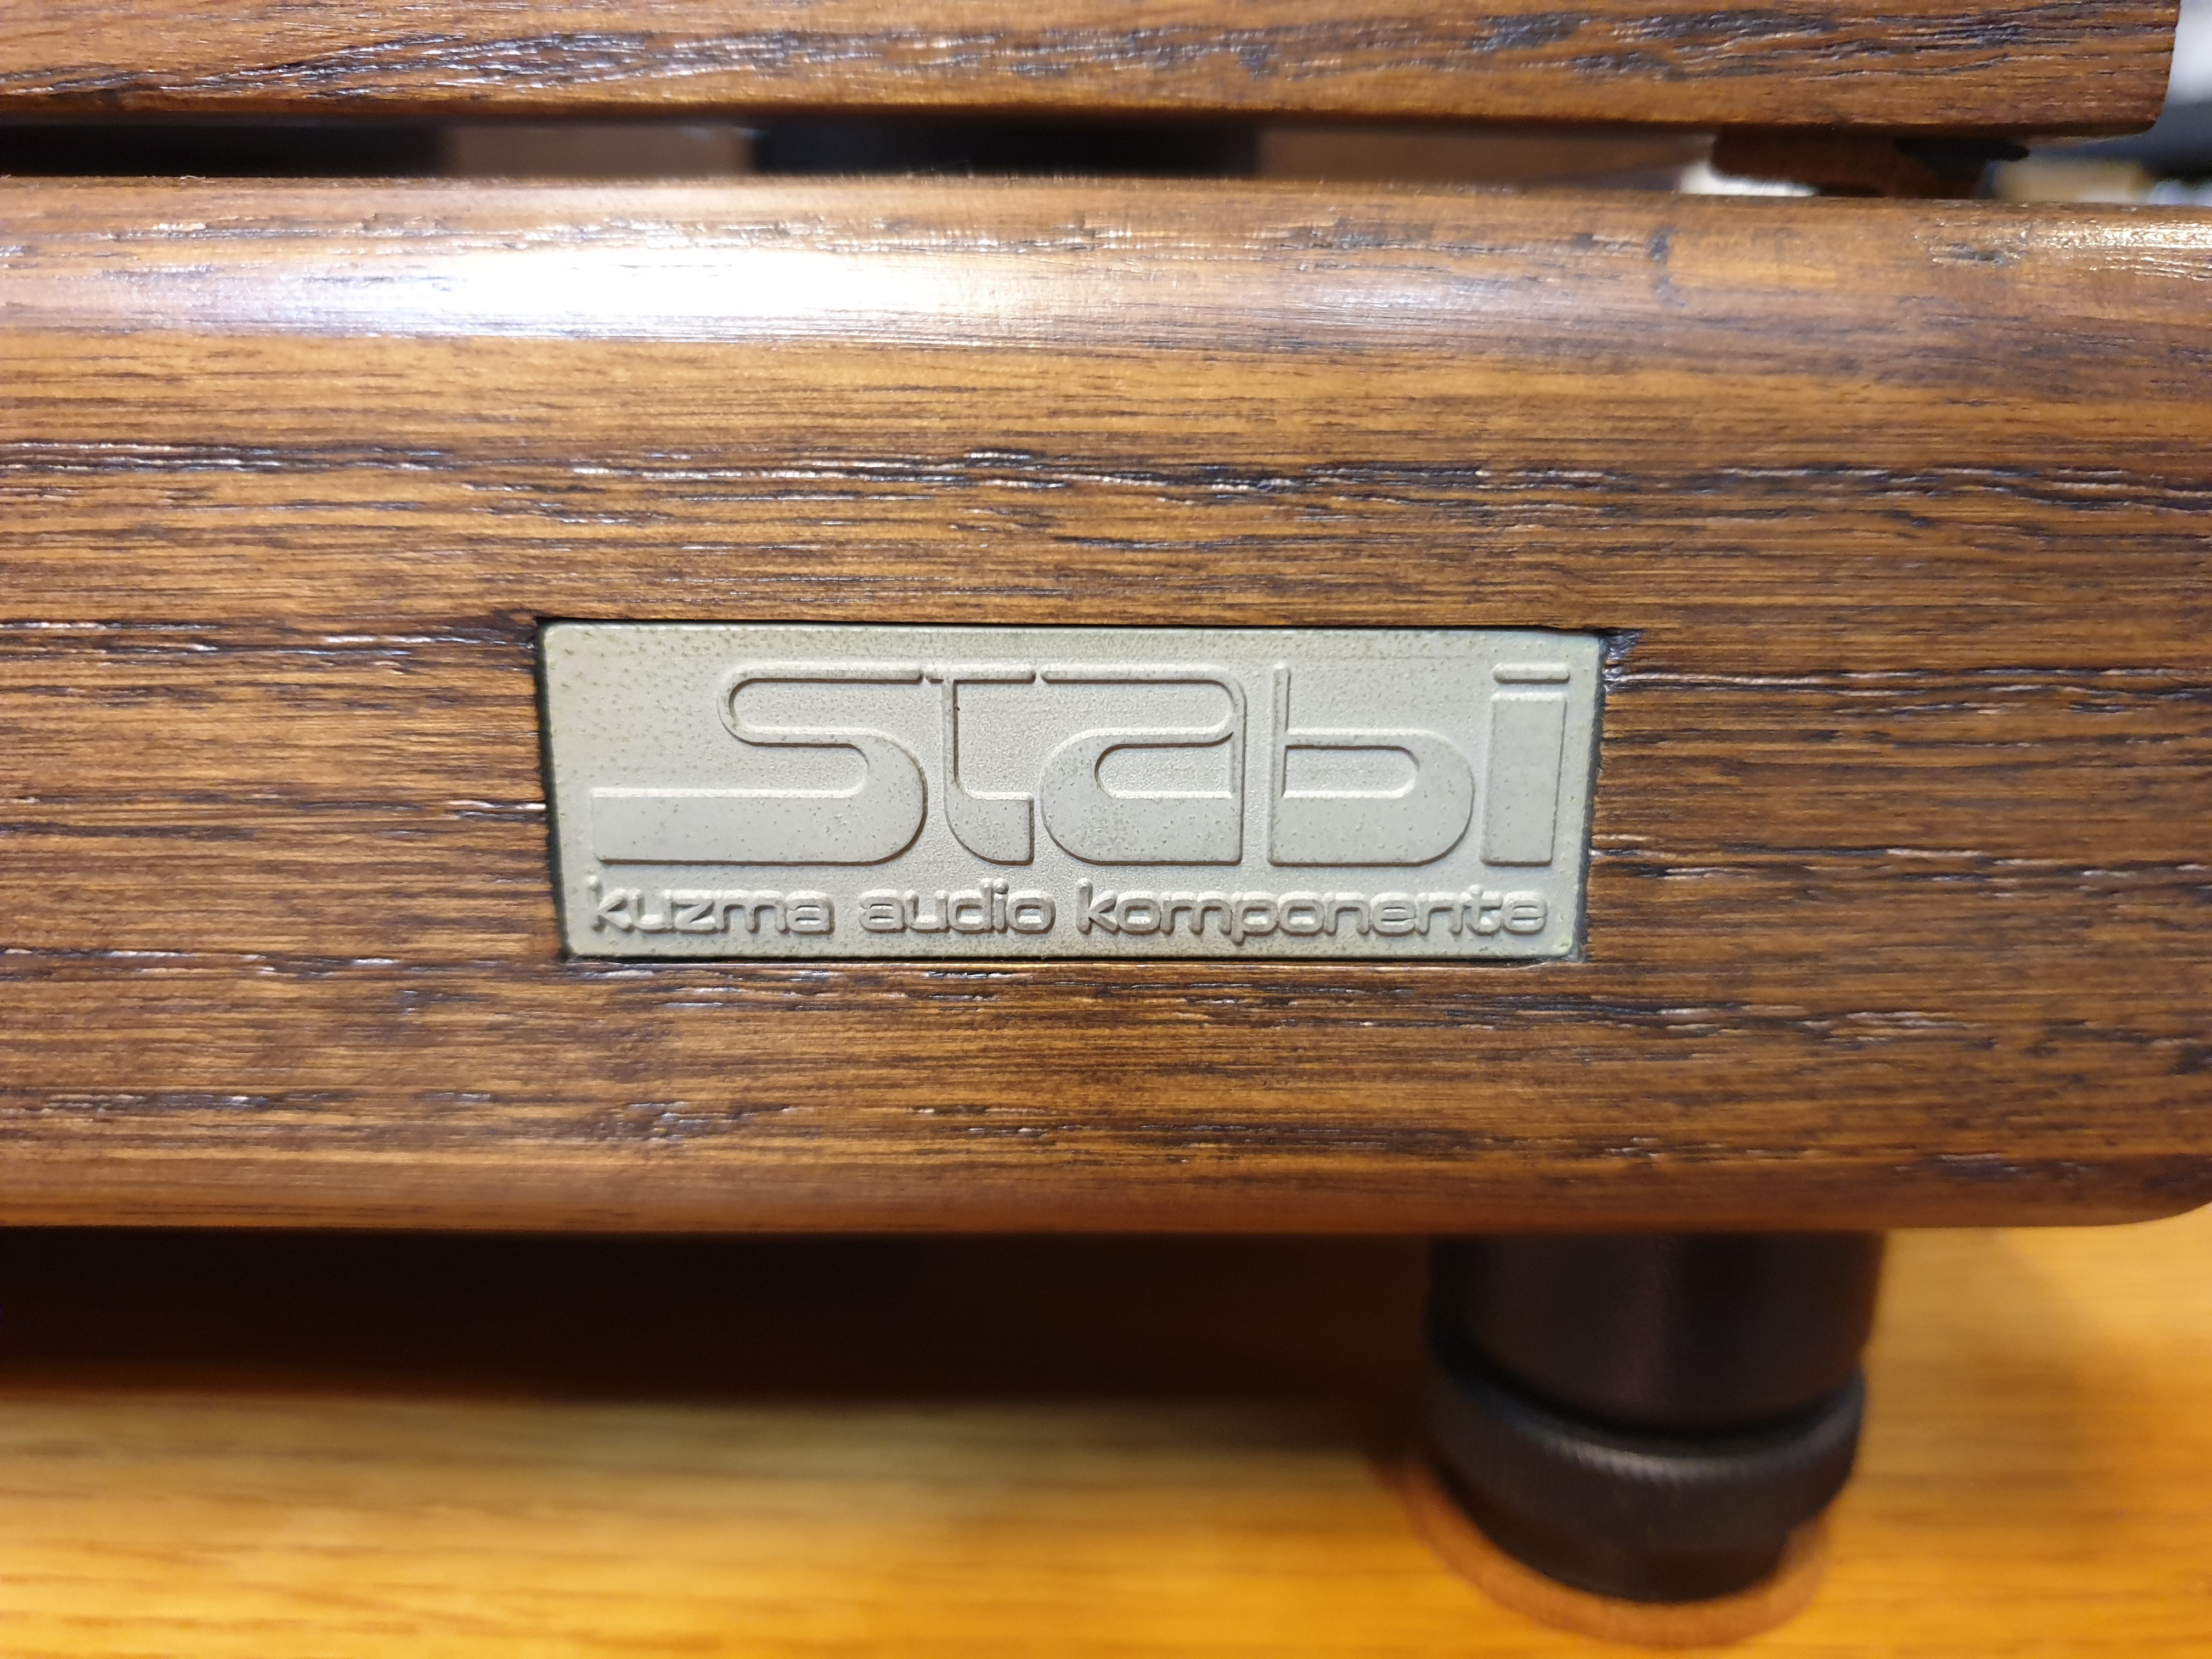 stabi
kuzma audio komponente